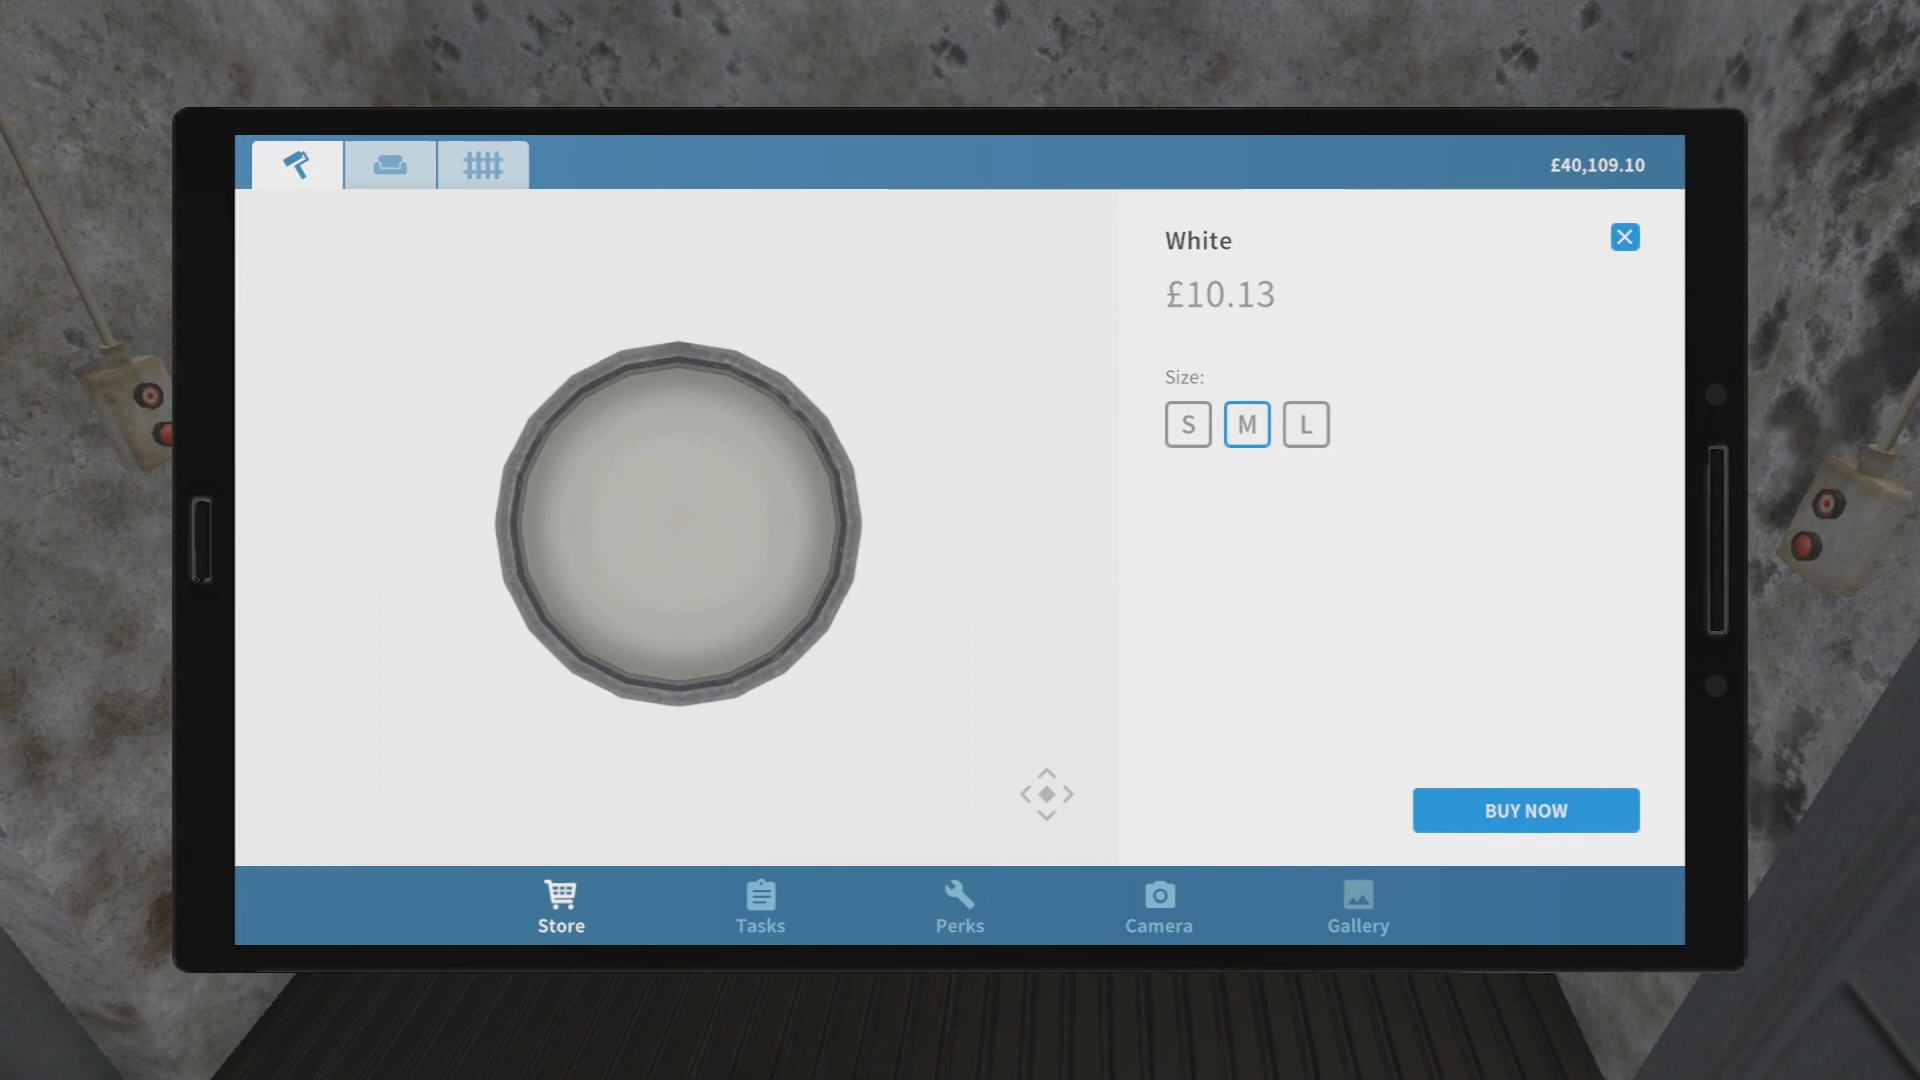 £40,109.10
White
£10.13
Size:
S M L
BUY NOW
Store Tasks Perks Camera Gallery